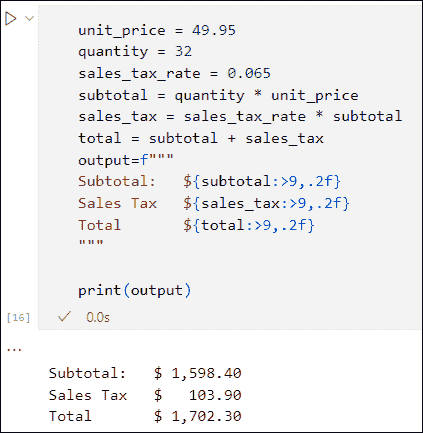 unit_price = 49.95
quantity = 32
sales_tax_rate = 0.065
subtotal = quantity * unit_price
sales_tax = sales_tax_rate * subtotal
total = subtotal + sales_tax
output=f"""
Subtotal:   ${subtotal:>9,.2f}
Sales Tax   ${sales_tax:>9,.2f}
Total       ${total:>9,.2f}
"""

print(output)
[16] ✓ 0.0s
...
Subtotal:   $ 1,598.40
Sales Tax   $   103.90
Total       $ 1,702.30